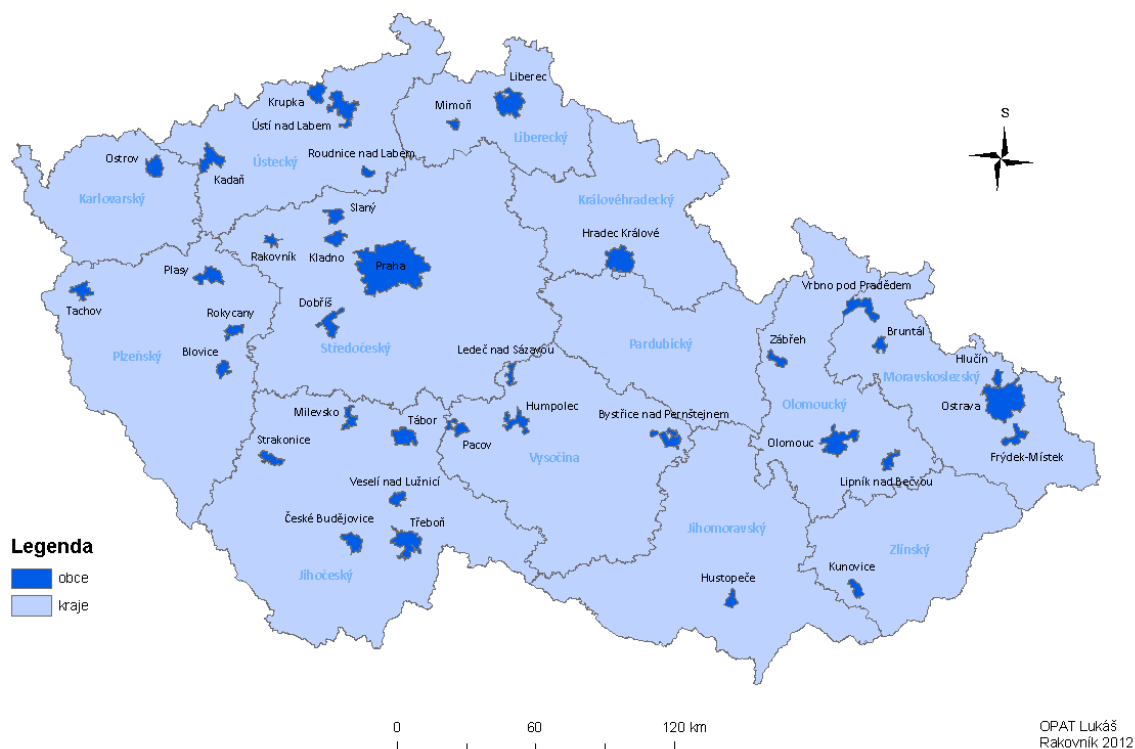 Liberec
Krupka
Mimoň
S
Ústí nad Labem
Liberecký
Ostrov
Ústecký
Roudnice nad Labem
Kadaň
Karlovarský
Královéhradecký
Slaný
Rakovník
Kladno
Hradec Králové
Praha
Plasy
Tachov
Vrbno pod Pradědem
Dobříš
Rokycany
Bruntál
Zábřeh
Středočeský
Pardubický
Ledeč nad Sázavou
Blovice
Plzeňský
Hlučín
Moravskoslezský
Olomoucký
Ostrava
Milevsko
Tábor
Humpolec
Bystřice nad Pernštejnem
Strakonice
Pacov
Olomouc
Frýdek-Místek
Vysočina
Lipník nad Bečvou
Veselí nad Lužnicí
České Budějovice
Třeboň
Jihomoravský
Zlínský
Jihočeský
Hustopeče
Kunovice
Legenda
obce
kraje
0 60 120 km
OPAT Lukáš
Rakovník 2012